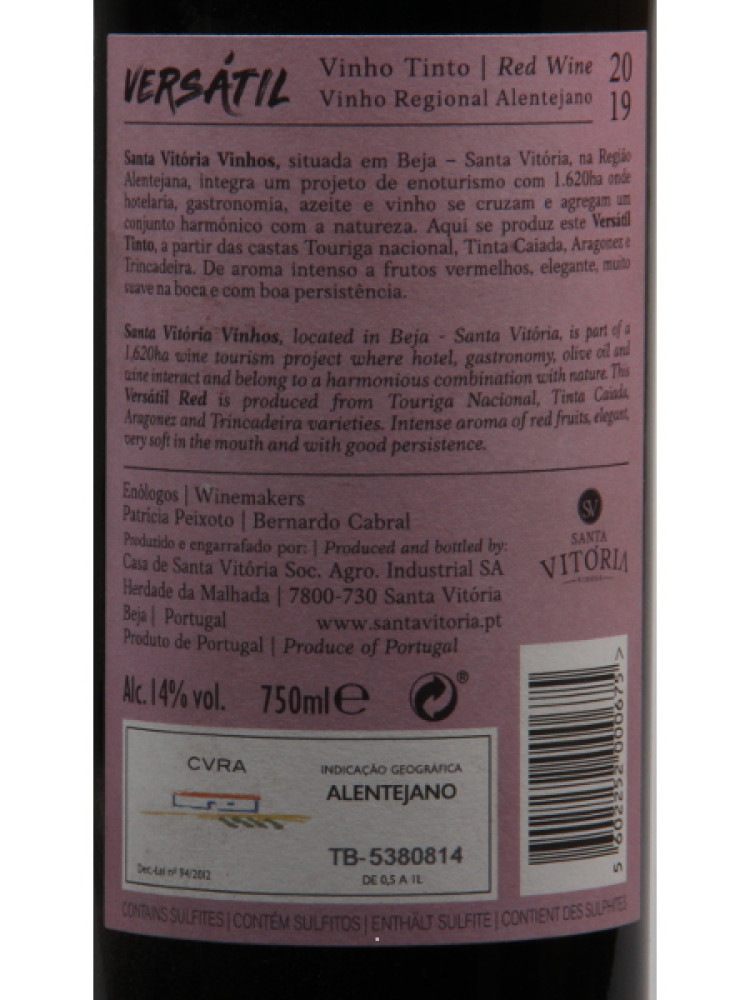 VERSÁTIL
Vinho Tinto | Red Wine
Vinho Regional Alentejano
20
19
Santa Vitória Vinhos, situada em Beja – Santa Vitória, na Região
Alentejana, integra um projeto de enoturismo com 1.620ha onde
hotelaria, gastronomia, azeite e vinho se cruzam e agregam um
conjunto harmónico com a natureza. Aqui se produz este Versátil
Tinto, a partir das castas Touriga nacional, Tinta Caiada, Aragonez e
Trincadeira. De aroma intenso a frutos vermelhos, elegante, muito
suave na boca e com boa persistência.
Santa Vitória Vinhos, located in Beja - Santa Vitória, is part of a
1,620ha wine tourism project where hotel, gastronomy, olive oil and
wine interact and belong to a harmonious combination with nature. This
Versátil Red is produced from Touriga Nacional, Tinta Caiada,
Aragonez and Trincadeira varieties. Intense aroma of red fruits, elegant,
very soft in the mouth and with good persistence.
Enólogos | Winemakers
Patrícia Peixoto | Bernardo Cabral
Produzido e engarrafado por: | Produced and bottled by:
Casa de Santa Vitória Soc. Agro. Industrial SA
Herdade da Malhada | 7800-730 Santa Vitória
Beja | Portugal www.santavitoria.pt
Produto de Portugal | Produce of Portugal
SV
SANTA
VITÓRIA
Alc.14% vol. 750ml e ®
CVRA
INDICAÇÃO GEOGRÁFICA
ALENTEJANO
TB-5380814
DE 0,5 A 1L
Dec.-Lei nº 94/2012
5 602252 000675 >
CONTAINS SULFITES | CONTÉM SULFITOS | ENTHÄLT SULFITE | CONTIENT DES SULPHITES